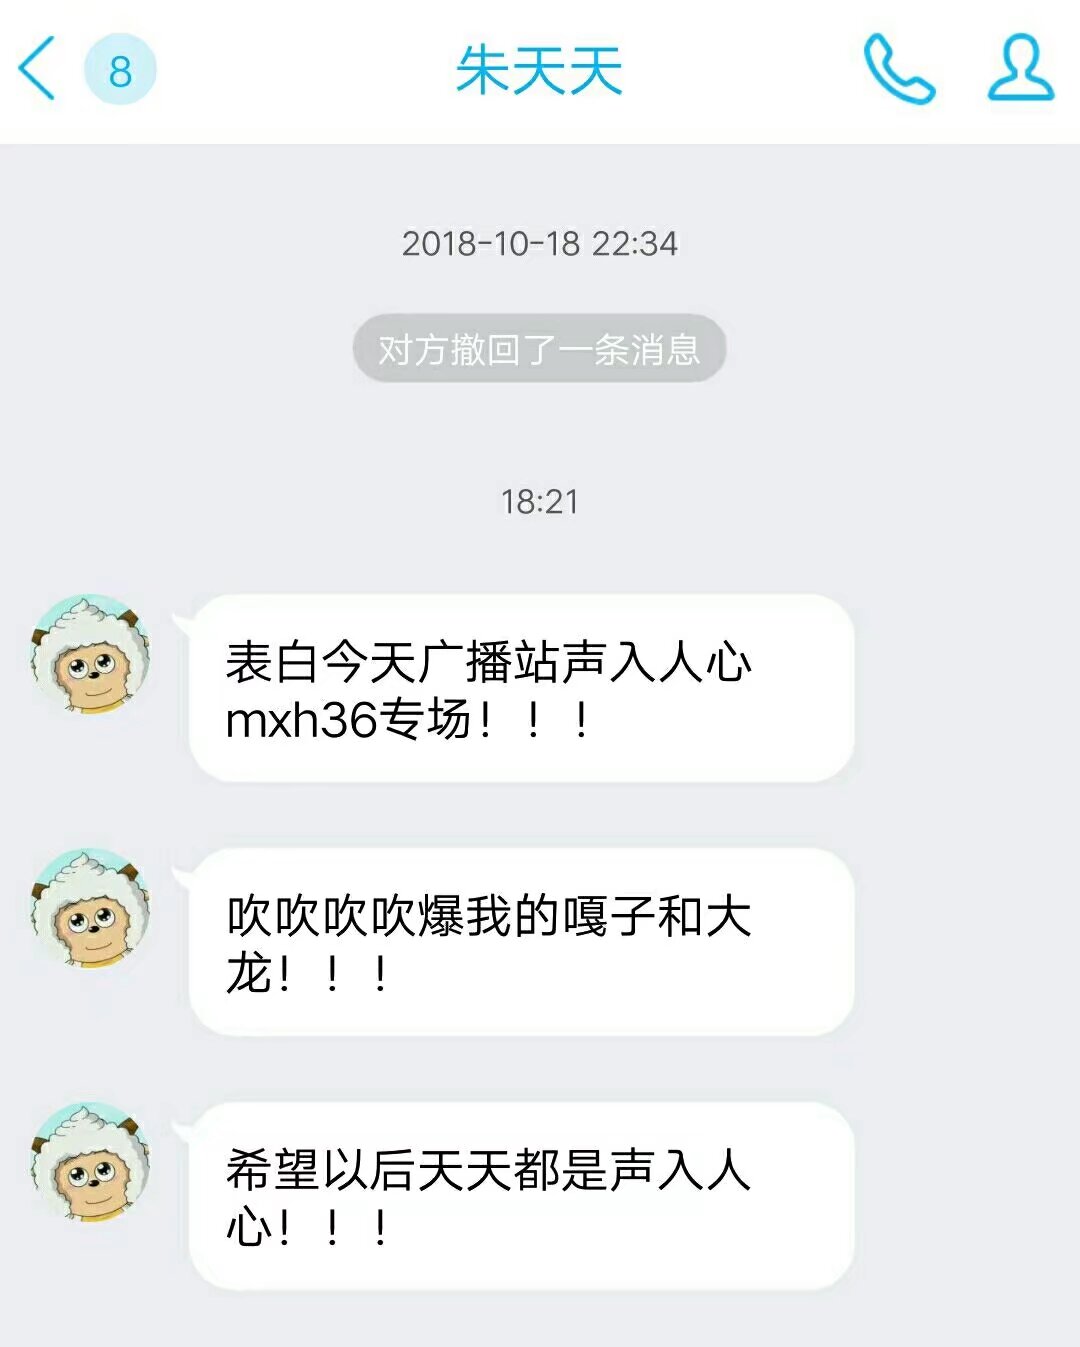 8
朱天天
2018-10-18 22:34
对方撤回了一条消息
18:21
表白今天广播站声入人心
mxh36专场！！！
吹吹吹吹爆我的嘎子和大
龙！！！
希望以后天天都是声入人
心！！！